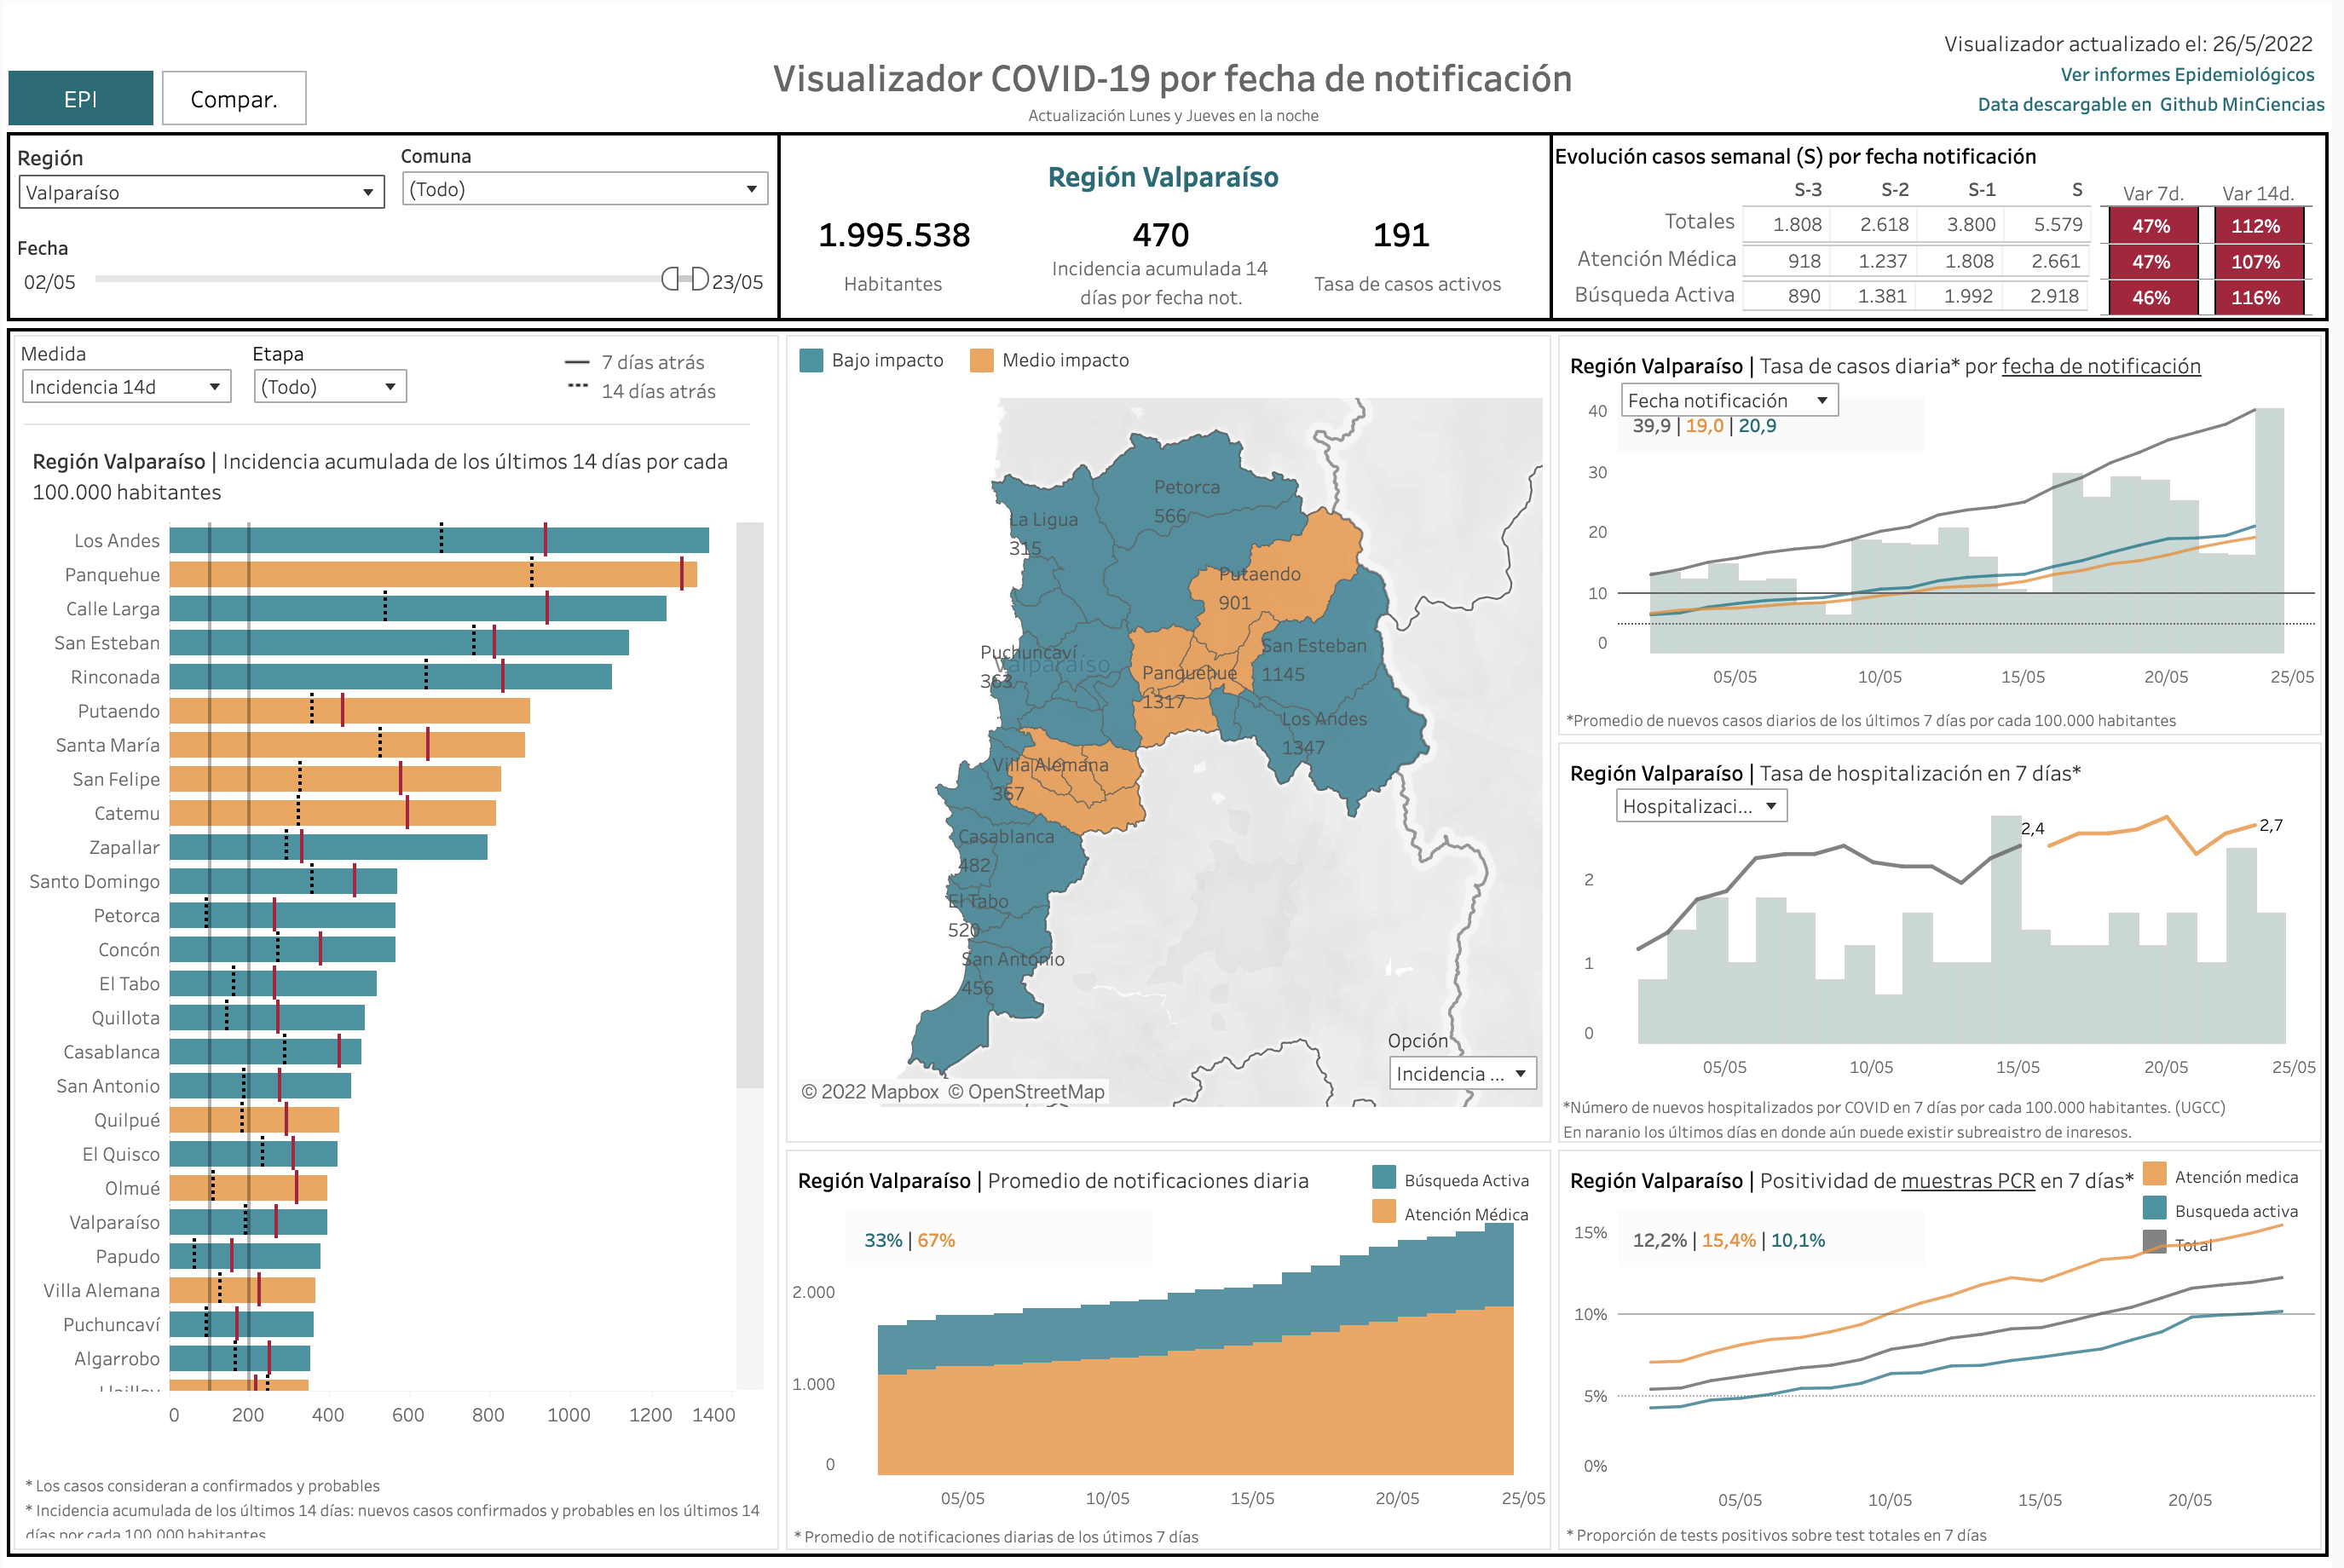 Visualizador actualizado el: 26/5/2022
Ver informes Epidemiológicos
Data descargable en Github MinCiencias
EPI
Compar.
Visualizador COVID-19 por fecha de notificación
Actualización Lunes y Jueves en la noche
Región
Valparaíso
Comuna
(Todo)
Fecha
02/05
23/05
Región Valparaíso
1.995.538
Habitantes
470
Incidencia acumulada 14
días por fecha not.
191
Tasa de casos activos
Evolución casos semanal (S) por fecha notificación
S-3 S-2 S-1 S Var 7d. Var 14d.
Totales 1.808 2.618 3.800 5.579 47% 112%
Atención Médica 918 1.237 1.808 2.661 47% 107%
Búsqueda Activa 890 1.381 1.992 2.918 46% 116%
Medida
Incidencia 14d
Etapa
(Todo)
7 días atrás
14 días atrás
Región Valparaíso | Incidencia acumulada de los últimos 14 días por cada
100.000 habitantes
Los Andes
Panquehue
Calle Larga
San Esteban
Rinconada
Putaendo
Santa María
San Felipe
Catemu
Zapallar
Santo Domingo
Petorca
Concón
El Tabo
Quillota
Casablanca
San Antonio
Quilpué
El Quisco
Olmué
Valparaíso
Papudo
Villa Alemana
Puchuncaví
Algarrobo
0 200 400 600 800 1000 1200 1400
* Los casos consideran a confirmados y probables
* Incidencia acumulada de los últimos 14 días: nuevos casos confirmados y probables en los últimos 14
días por cada 100.000 habitantes
Bajo impacto
Medio impacto
Petorca
566
La Ligua
315
Putaendo
901
Puchuncaví
Valparaíso
363
San Esteban
1145
Panquehue
1317
Los Andes
1347
Villa Alemana
367
Casablanca
482
El Tabo
520
San Antonio
456
Opción
Incidencia ...
© 2022 Mapbox © OpenStreetMap
Región Valparaíso | Promedio de notificaciones diaria
Búsqueda Activa
Atención Médica
33% | 67%
2.000
1.000
0
05/05 10/05 15/05 20/05 25/05
* Promedio de notificaciones diarias de los útimos 7 días
Región Valparaíso | Tasa de casos diaria* por fecha de notificación
Fecha notificación
39,9 | 19,0 | 20,9
40
30
20
10
0
05/05 10/05 15/05 20/05 25/05
*Promedio de nuevos casos diarios de los últimos 7 días por cada 100.000 habitantes
Región Valparaíso | Tasa de hospitalización en 7 días*
Hospitalizaci...
2,4
2,7
2
1
0
05/05 10/05 15/05 20/05 25/05
*Número de nuevos hospitalizados por COVID en 7 días por cada 100.000 habitantes. (UGCC)
En naranjo los últimos días en donde aún puede existir subregistro de ingresos.
Región Valparaíso | Positividad de muestras PCR en 7 días*
Atención medica
Busqueda activa
Total
12,2% | 15,4% | 10,1%
15%
10%
5%
0%
05/05 10/05 15/05 20/05
* Proporción de tests positivos sobre test totales en 7 días